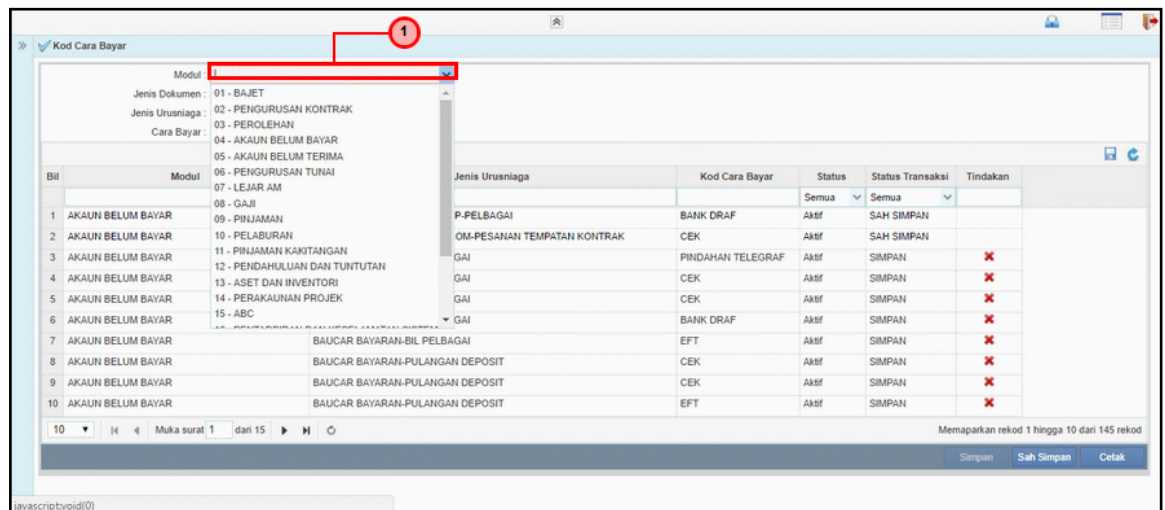 1
Kod Cara Bayar
Modul :
Jenis Dokumen :
Jenis Urusniaga :
Cara Bayar :
01 - BAJET
02 - PENGURUSAN KONTRAK
03 - PEROLEHAN
04 - AKAUN BELUM BAYAR
05 - AKAUN BELUM TERIMA
06 - PENGURUSAN TUNAI
07 - LEJAR AM
08 - GAJI
09 - PINJAMAN
10 - PELABURAN
11 - PINJAMAN KAKITANGAN
12 - PENDAHULUAN DAN TUNTUTAN
13 - ASET DAN INVENTORI
14 - PERAKAUNAN PROJEK
15 - ABC
Bil Modul Jenis Urusniaga Kod Cara Bayar Status Status Transaksi Tindakan
Semua Semua
1 AKAUN BELUM BAYAR P-PELBAGAI BANK DRAF Aktif SAH SIMPAN
2 AKAUN BELUM BAYAR OM-PESANAN TEMPATAN KONTRAK CEK Aktif SAH SIMPAN
3 AKAUN BELUM BAYAR GAI PINDAHAN TELEGRAF Aktif SIMPAN
4 AKAUN BELUM BAYAR GAI CEK Aktif SIMPAN
5 AKAUN BELUM BAYAR GAI CEK Aktif SIMPAN
6 AKAUN BELUM BAYAR GAI BANK DRAF Aktif SIMPAN
7 AKAUN BELUM BAYAR BAUCAR BAYARAN-BIL PELBAGAI EFT Aktif SIMPAN
8 AKAUN BELUM BAYAR BAUCAR BAYARAN-PULANGAN DEPOSIT CEK Aktif SIMPAN
9 AKAUN BELUM BAYAR BAUCAR BAYARAN-PULANGAN DEPOSIT CEK Aktif SIMPAN
10 AKAUN BELUM BAYAR BAUCAR BAYARAN-PULANGAN DEPOSIT EFT Aktif SIMPAN
10 Muka surat 1 dari 15 Memaparkan rekod 1 hingga 10 dari 145 rekod
Simpan Sah Simpan Cetak
javascript:void(0)